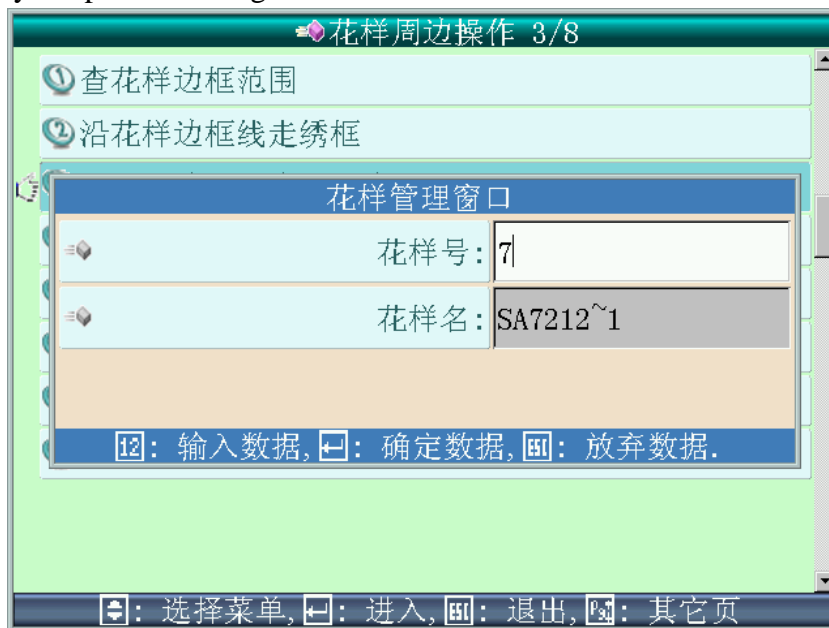 花样周边操作 3/8
①查花样边框范围
②沿花样边框线走绣框
花样管理窗口
花样号: 7
花样名: SA7212~1
12: 输入数据, : 确定数据, ESC: 放弃数据.
: 选择菜单, : 进入, ESC: 退出, : 其它页